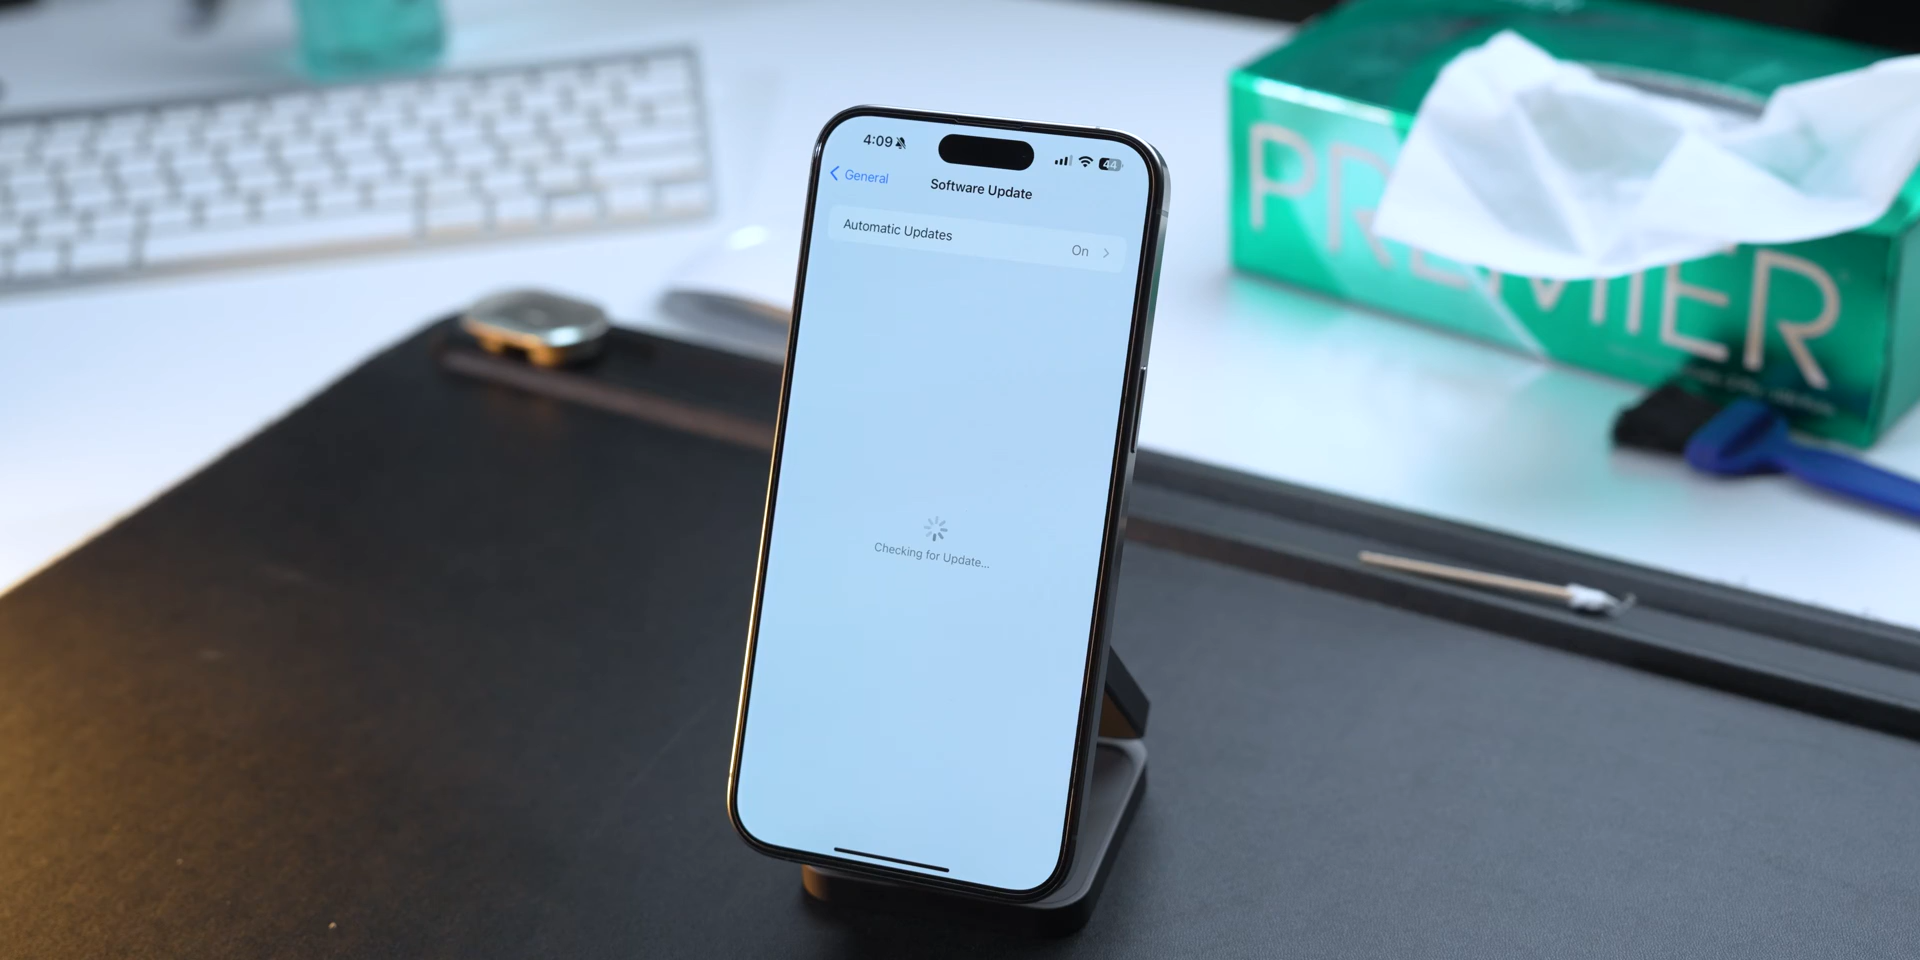 4:09
44
General
Software Update
Automatic Updates
On
Checking for Update...
PREMIER